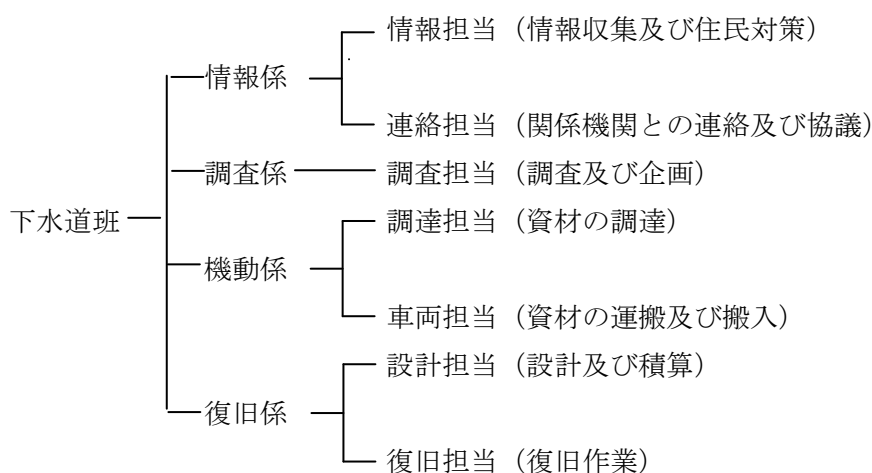 情報担当（情報収集及び住民対策）
情報係
連絡担当（関係機関との連絡及び協議）
調査係 調査担当（調査及び企画）
下水道班
調達担当（資材の調達）
機動係
車両担当（資材の運搬及び搬入）
設計担当（設計及び積算）
復旧係
復旧担当（復旧作業）